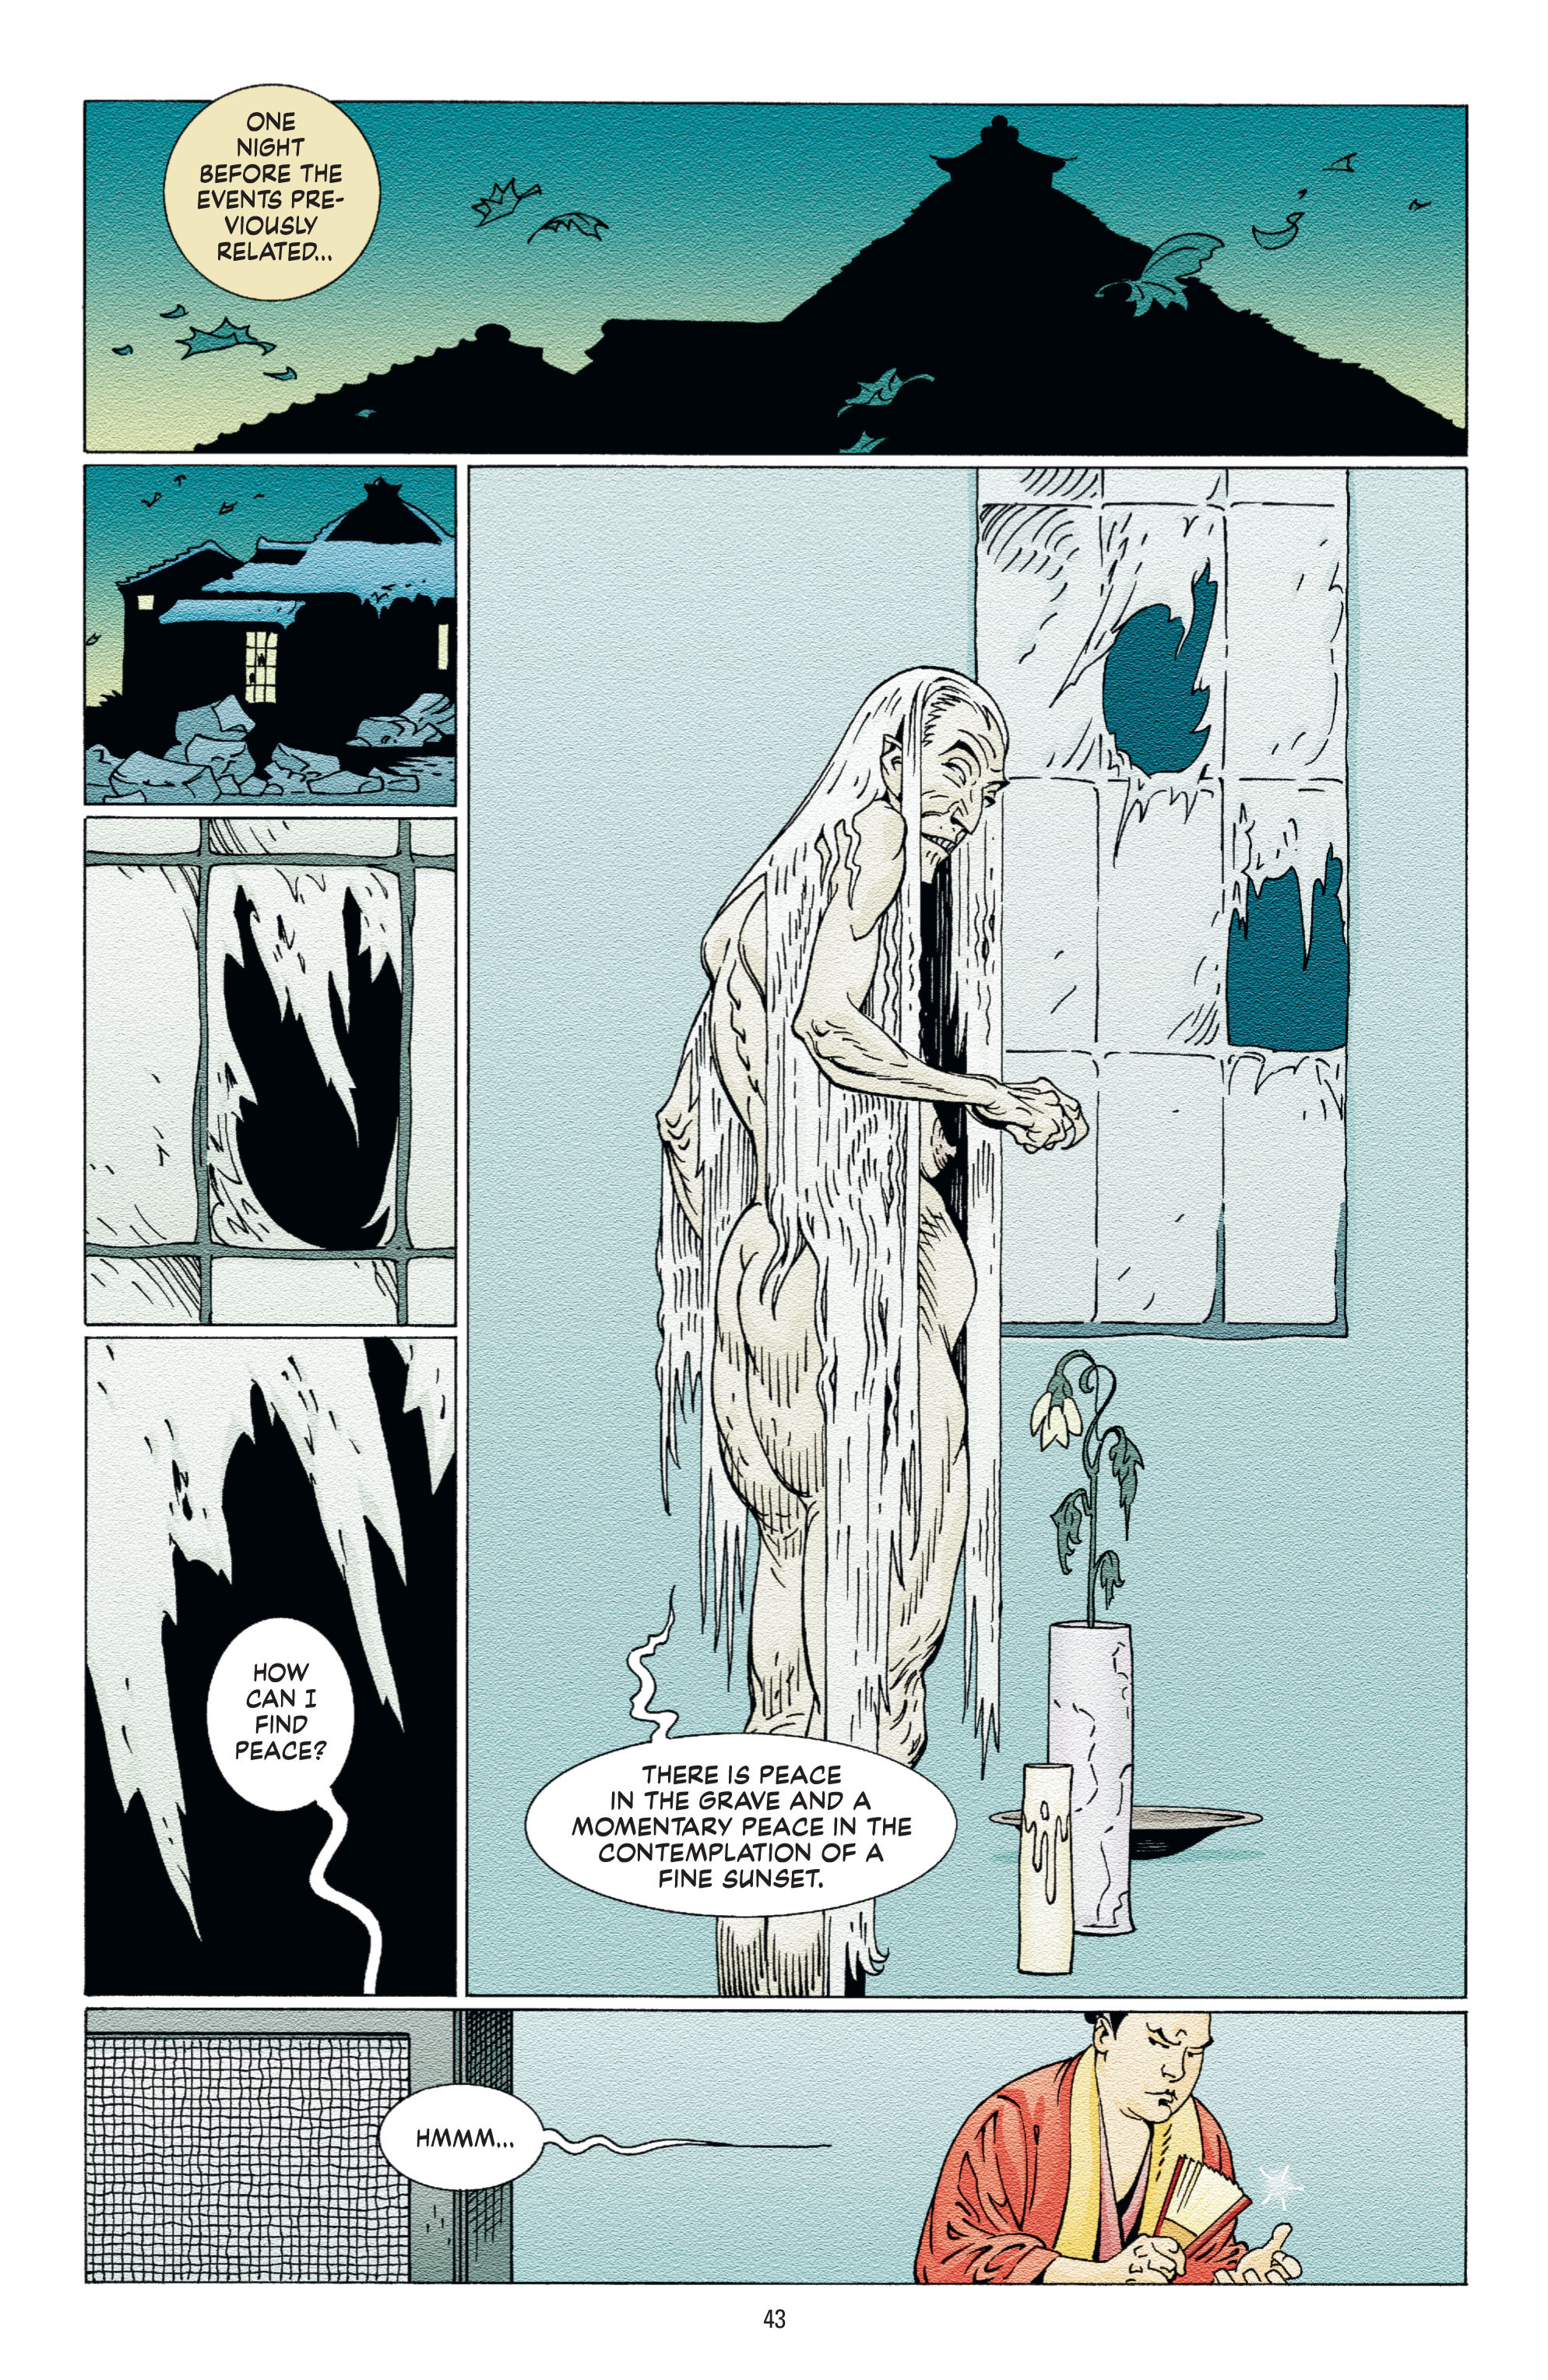 ONE
NIGHT
BEFORE THE
EVENTS PRE-
VIOUSLY
RELATED...
HOW
CAN I
FIND
PEACE?
THERE IS PEACE
IN THE GRAVE AND A
MOMENTARY PEACE IN THE
CONTEMPLATION OF A
FINE SUNSET.
HMMM...
43